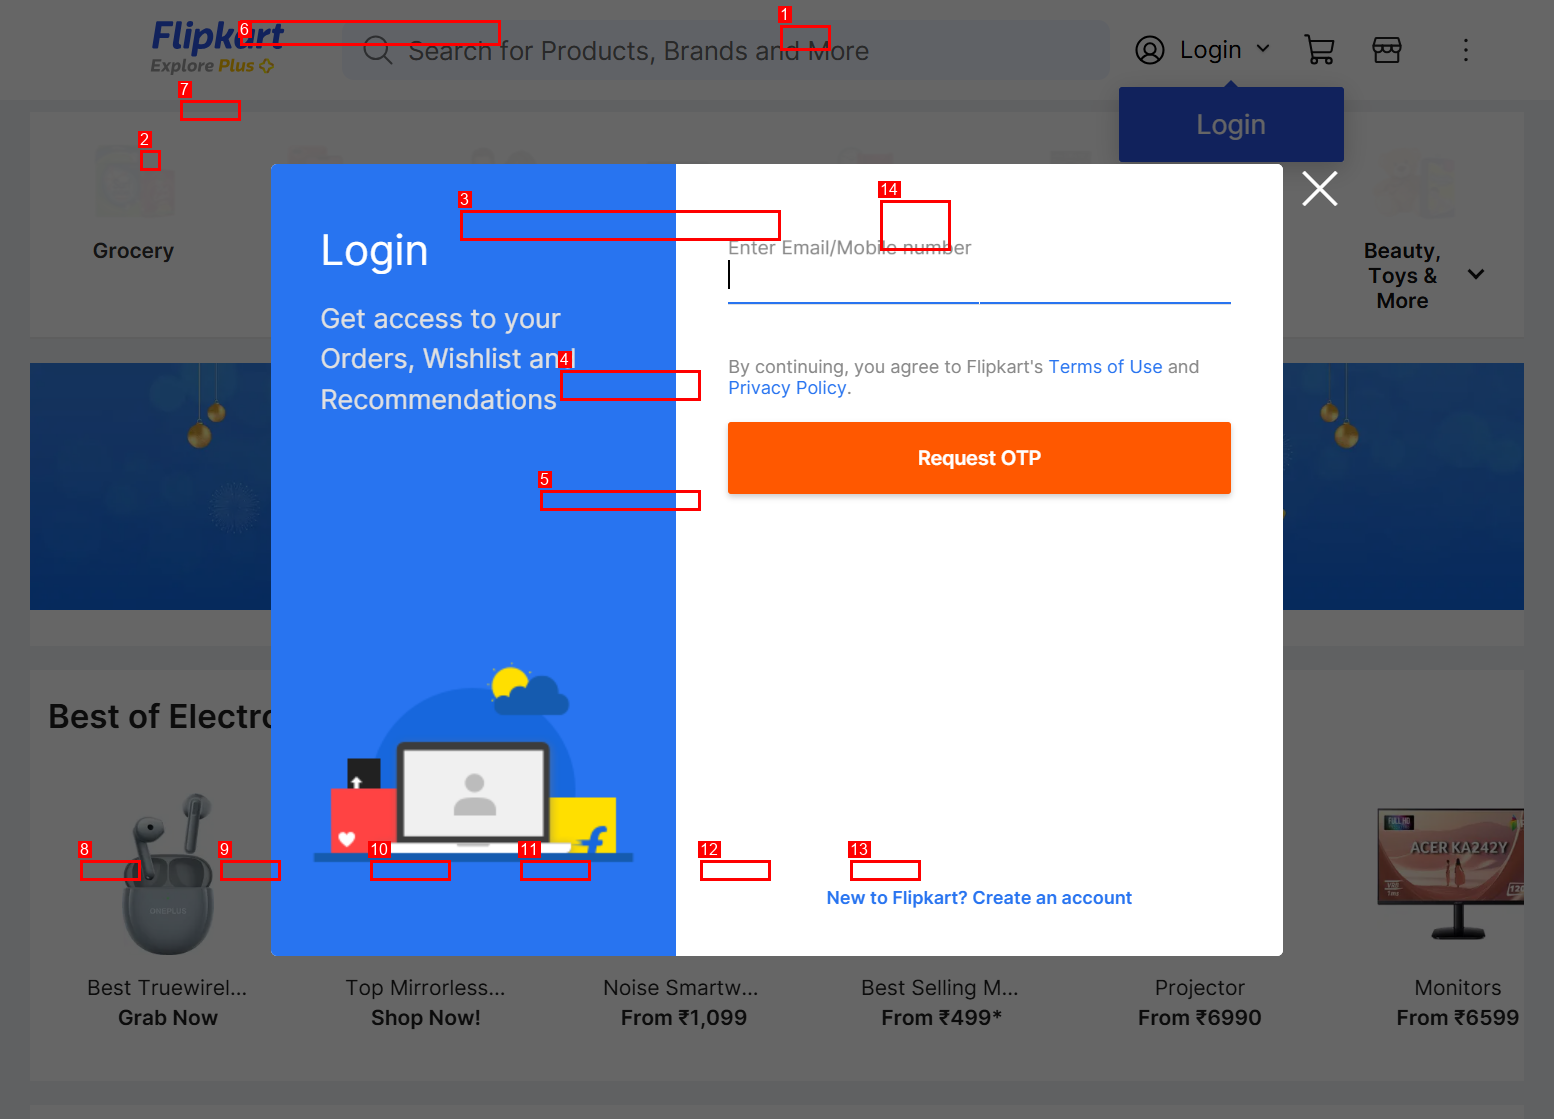 Flipkart
Explore Plus
Search for Products, Brands and More
Login
Login
6
1
7
2
3
14
4
5
8
9
10
11
12
13
Grocery
Beauty,
Toys &
More
Login
Get access to your
Orders, Wishlist and
Recommendations
Enter Email/Mobile number
By continuing, you agree to Flipkart's Terms of Use and
Privacy Policy.
Request OTP
New to Flipkart? Create an account
Best of Electro
ONEPLUS
FULL HD
ACER KA242Y
Best Truewirel...
Grab Now
Top Mirrorless...
Shop Now!
Noise Smartw...
From ₹1,099
Best Selling M...
From ₹499*
Projector
From ₹6990
Monitors
From ₹6599